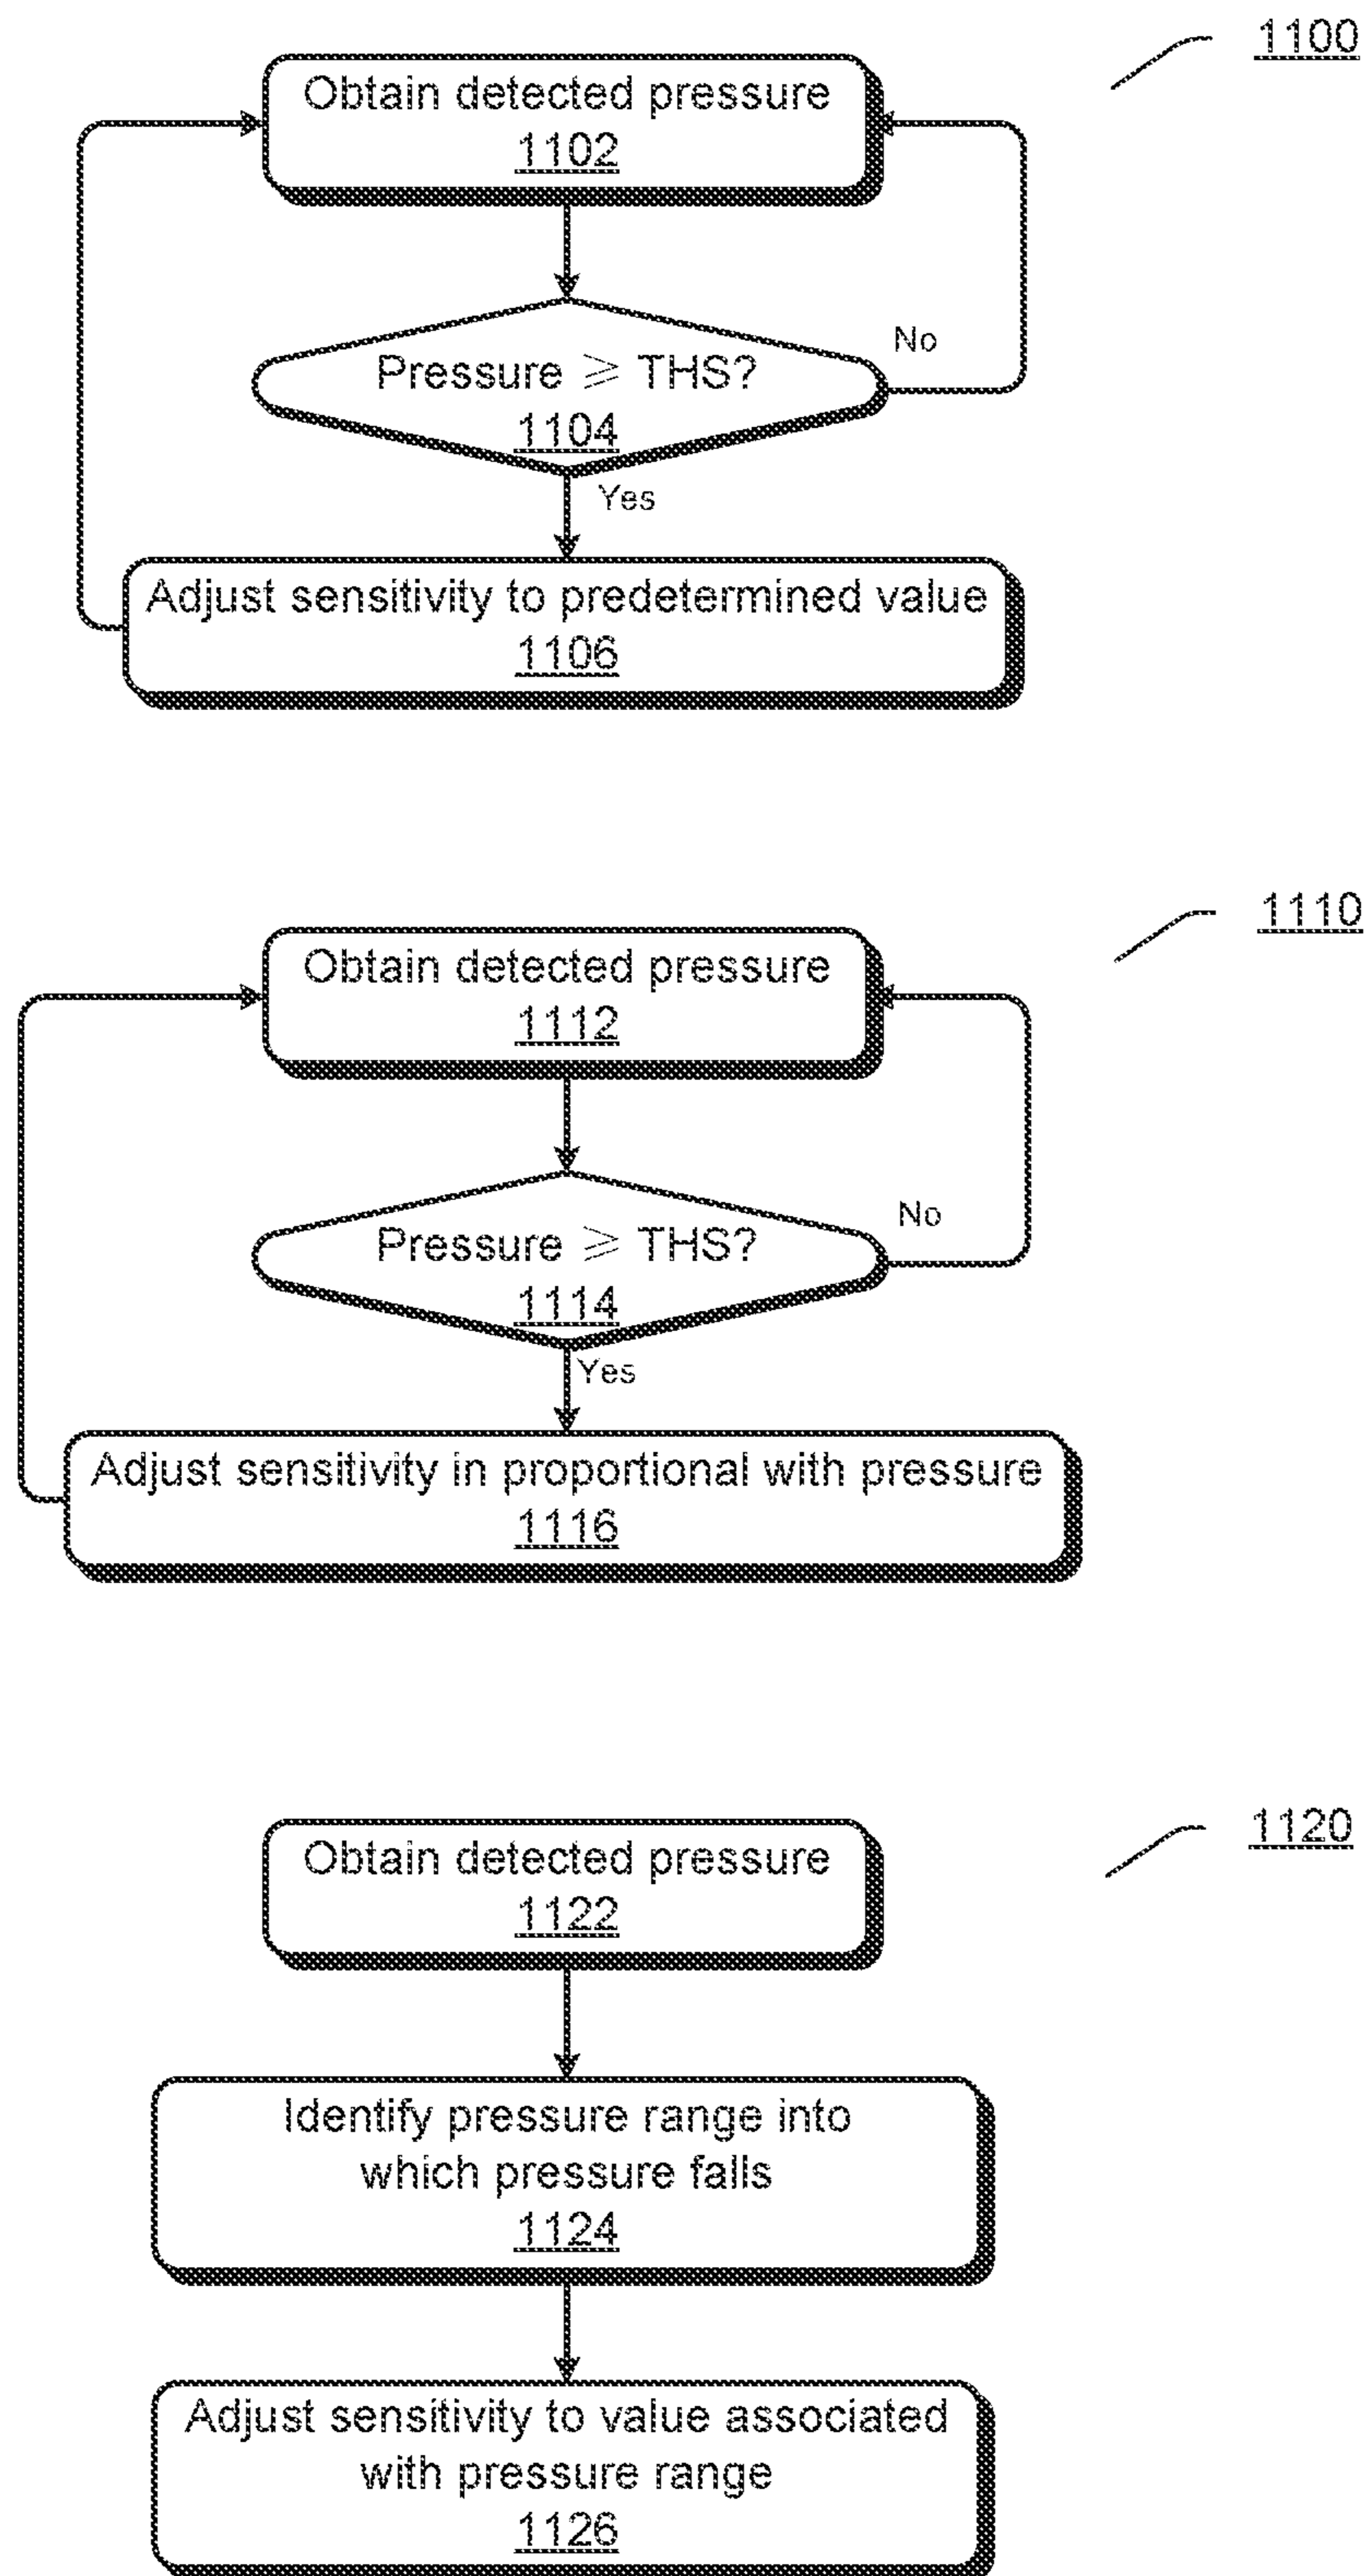 1100
Obtain detected pressure
1102
Pressure ⩾ THS?
1104
No
Yes
Adjust sensitivity to predetermined value
1106
1110
Obtain detected pressure
1112
Pressure ⩾ THS?
1114
No
Yes
Adjust sensitivity in proportional with pressure
1116
1120
Obtain detected pressure
1122
Identify pressure range into
which pressure falls
1124
Adjust sensitivity to value associated
with pressure range
1126